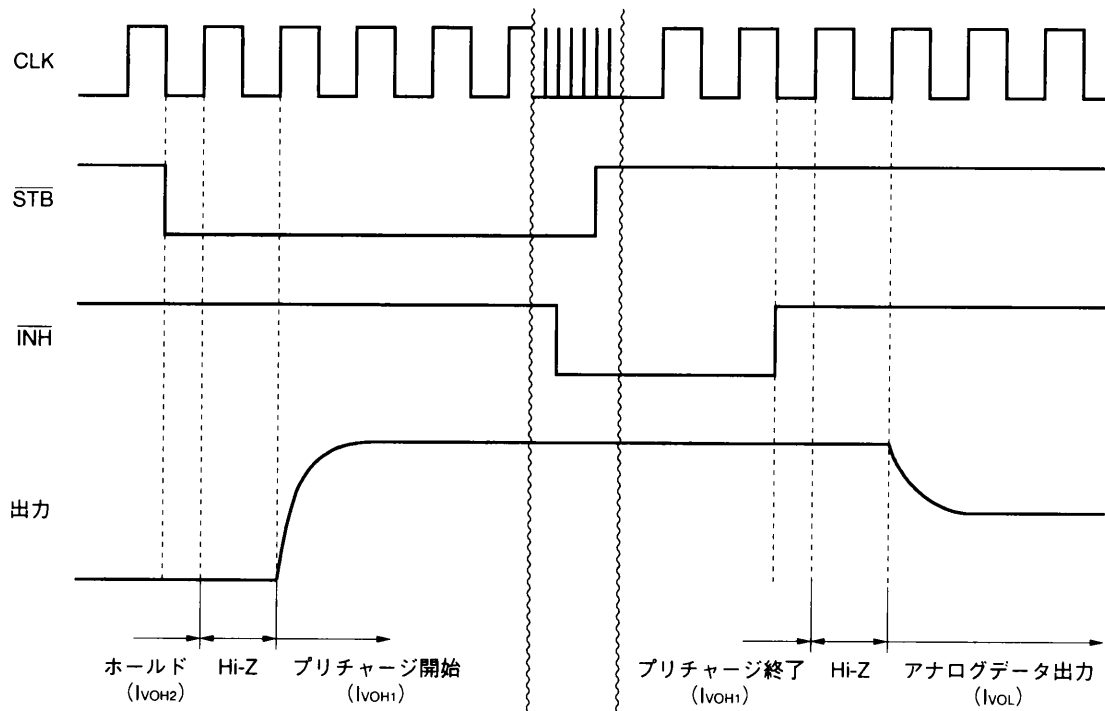 CLK
STB
INH
出力
ホールド Hi-Z プリチャージ開始 プリチャージ終了 Hi-Z アナログデータ出力
(IVOH2) (IVOH1) (IVOH1) (IVOL)